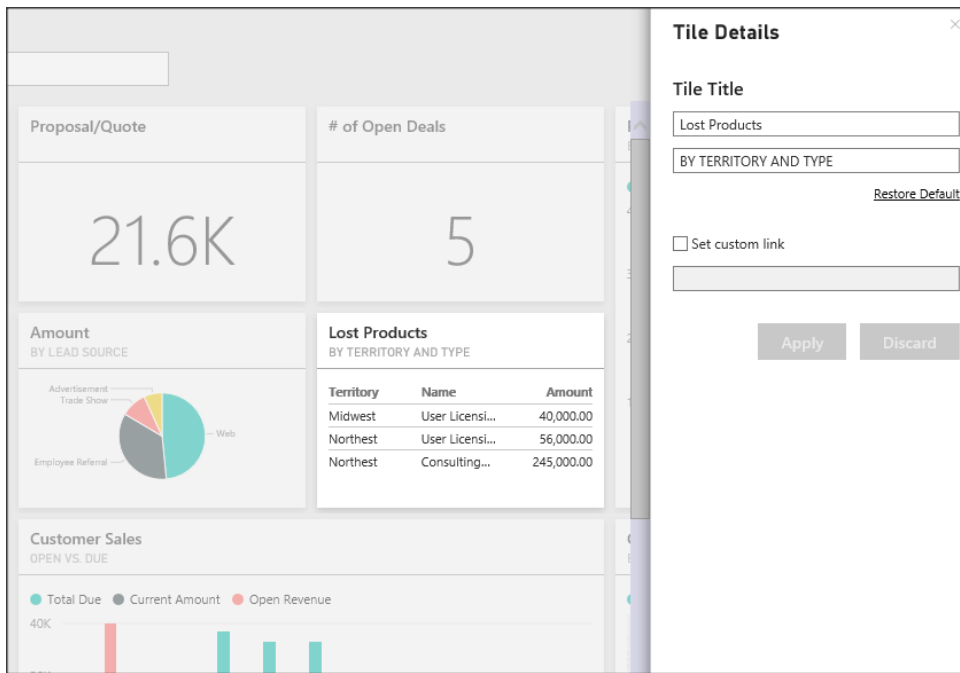 Proposal/Quote
21.6K
# of Open Deals
5
Amount
BY LEAD SOURCE
Advertisement
Trade Show
Web
Employee Referral
Lost Products
BY TERRITORY AND TYPE
Territory Name Amount
Midwest User Licensi... 40,000.00
Northest User Licensi... 56,000.00
Northest Consulting... 245,000.00
Customer Sales
OPEN VS. DUE
Total Due Current Amount Open Revenue
40K
Tile Details
Tile Title
Lost Products
BY TERRITORY AND TYPE
Restore Default
Set custom link
Apply Discard